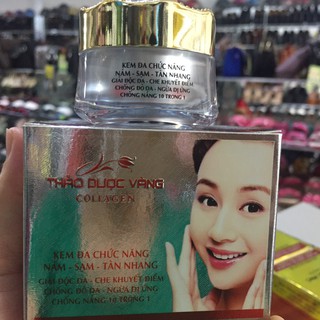 KEM ĐA CHỨC NĂNG
NÁM - SẠM - TÀN NHANG
GIẢI ĐỘC DA - CHE KHUYẾT ĐIỂM
CHỐNG ĐỔ DA - NGỪA DỊ ỨNG
CHỐNG NẮNG 10 TRONG 1
THẢO DƯỢC VÀNG
COLLAGEN
KEM ĐA CHỨC NĂNG
NÁM - SẠM - TÀN NHANG
GIẢI ĐỘC DA - CHE KHUYẾT ĐIỂM
CHỐNG ĐỔ DA - NGỪA DỊ ỨNG
CHỐNG NẮNG 10 TRONG 1